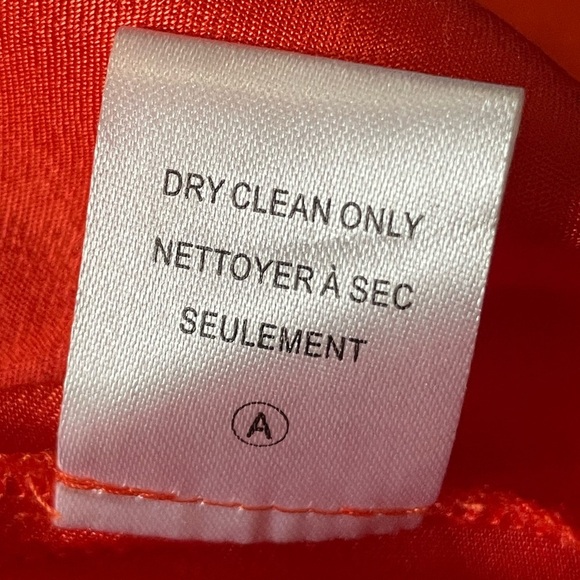 DRY CLEAN ONLY
NETTOYER À SEC
SEULEMENT
A